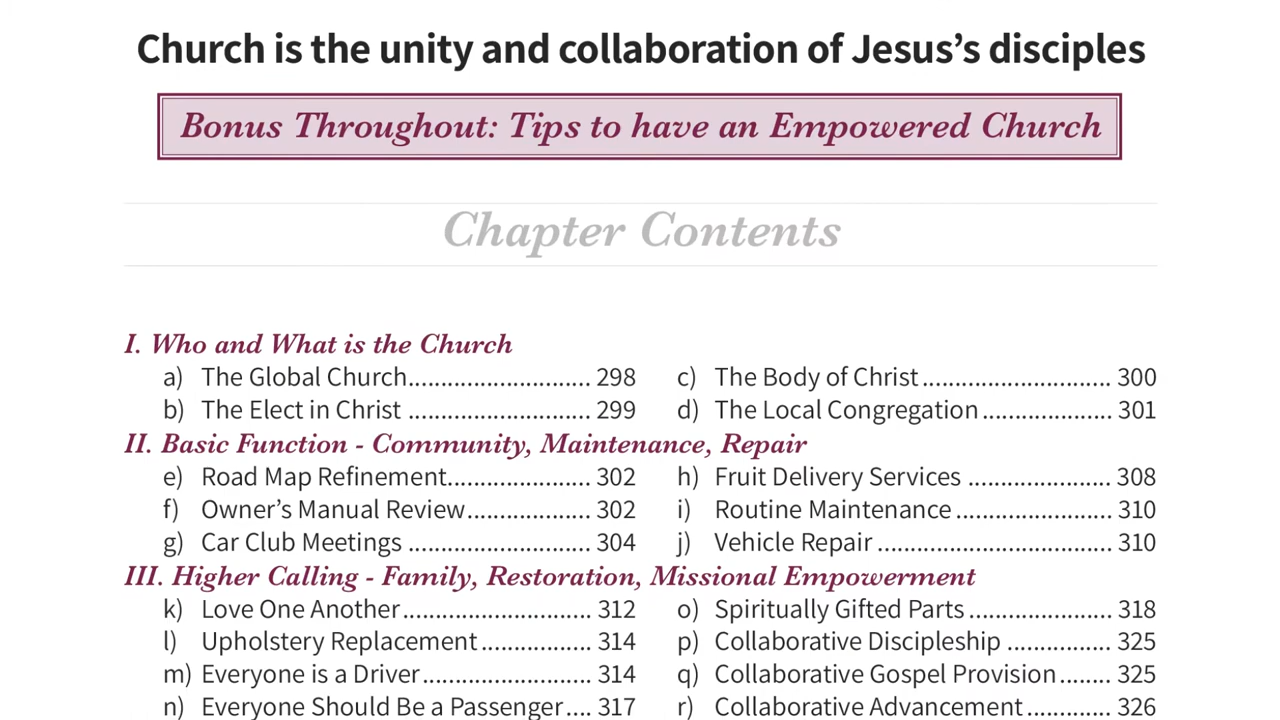 Church is the unity and collaboration of Jesus’s disciples
Bonus Throughout: Tips to have an Empowered Church
Chapter Contents
I. Who and What is the Church
a) The Global Church............................ 298
b) The Elect in Christ ............................ 299
c) The Body of Christ............................. 300
d) The Local Congregation.................... 301
II. Basic Function - Community, Maintenance, Repair
e) Road Map Refinement...................... 302
f) Owner’s Manual Review................... 302
g) Car Club Meetings ............................ 304
h) Fruit Delivery Services ...................... 308
i) Routine Maintenance ........................ 310
j) Vehicle Repair .................................... 310
III. Higher Calling - Family, Restoration, Missional Empowerment
k) Love One Another............................. 312
l) Upholstery Replacement................. 314
m) Everyone is a Driver.......................... 314
n) Everyone Should Be a Passenger.... 317
o) Spiritually Gifted Parts...................... 318
p) Collaborative Discipleship ................ 325
q) Collaborative Gospel Provision........ 325
r) Collaborative Advancement............. 326